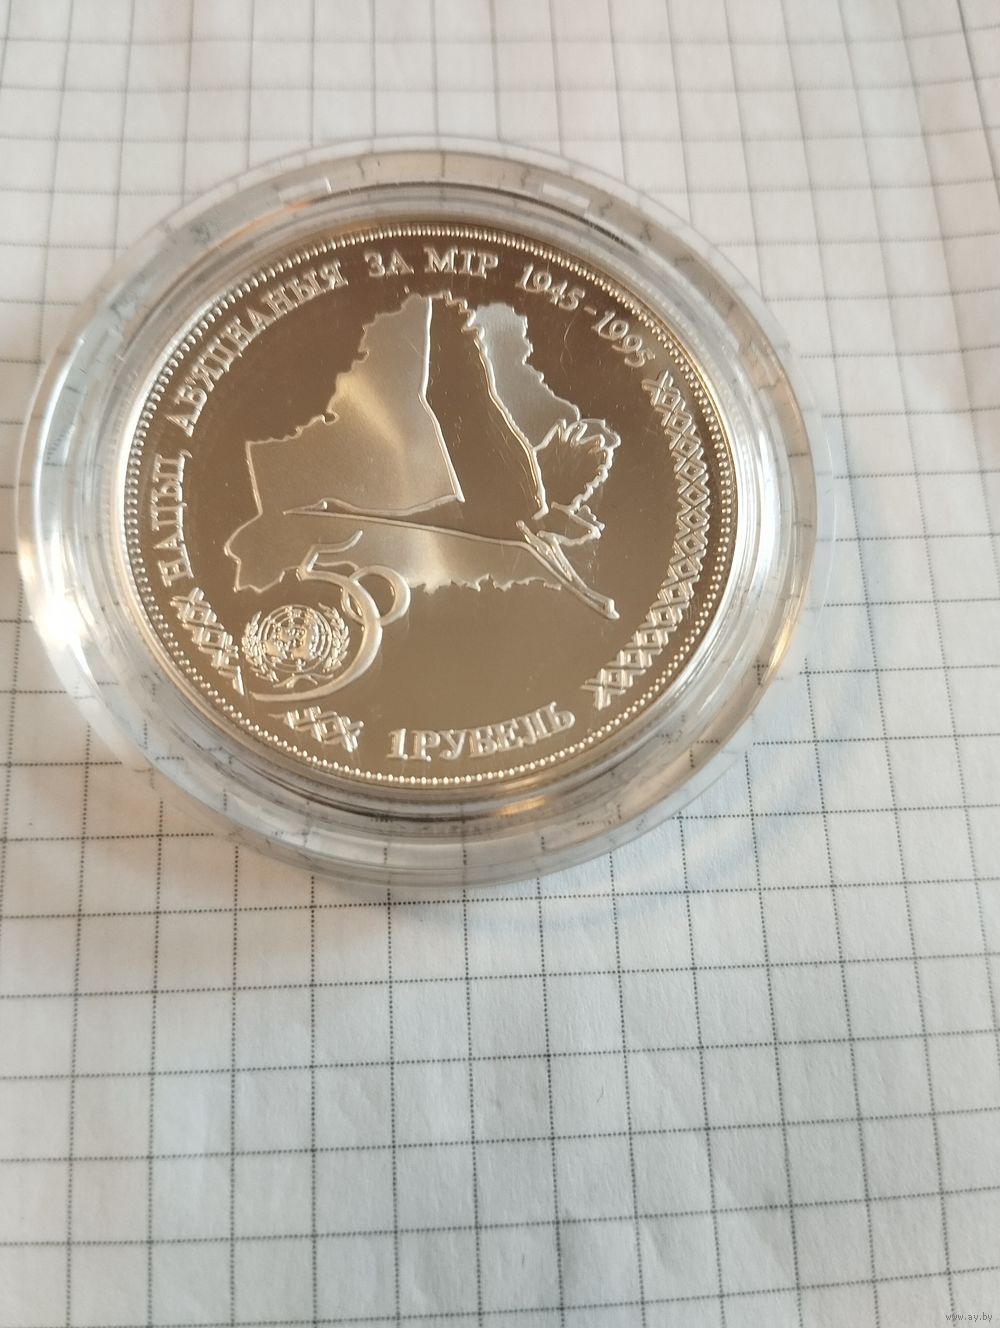 НАЦЫІ, АБ'ЯДНАНЫЯ ЗА МІР 1945-1995
50
1 РУБЕЛЬ
www.ay.by